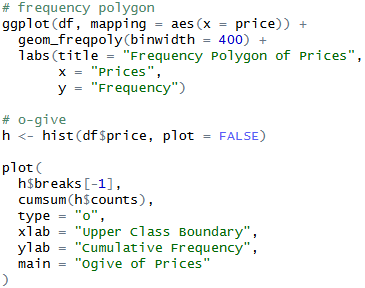 # frequency polygon
ggplot(df, mapping = aes(x = price)) +
  geom_freqpoly(binwidth = 400) +
  labs(title = "Frequency Polygon of Prices",
       x = "Prices",
       y = "Frequency")

# o-give
h <- hist(df$price, plot = FALSE)

plot(
  h$breaks[-1],
  cumsum(h$counts),
  type = "o",
  xlab = "Upper Class Boundary",
  ylab = "Cumulative Frequency",
  main = "Ogive of Prices"
)